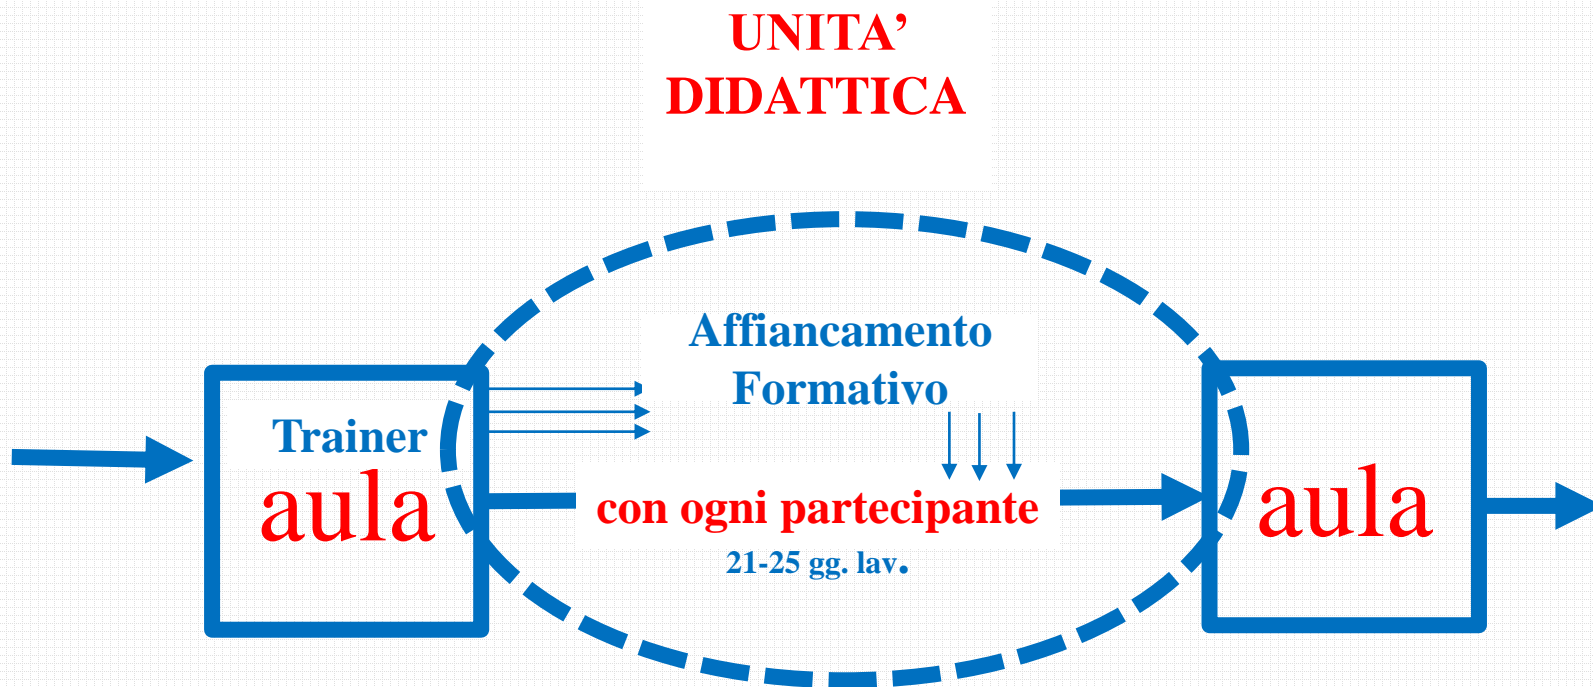 UNITA’
DIDATTICA
Affiancamento
Formativo
Trainer
aula
con ogni partecipante
21-25 gg. lav.
aula